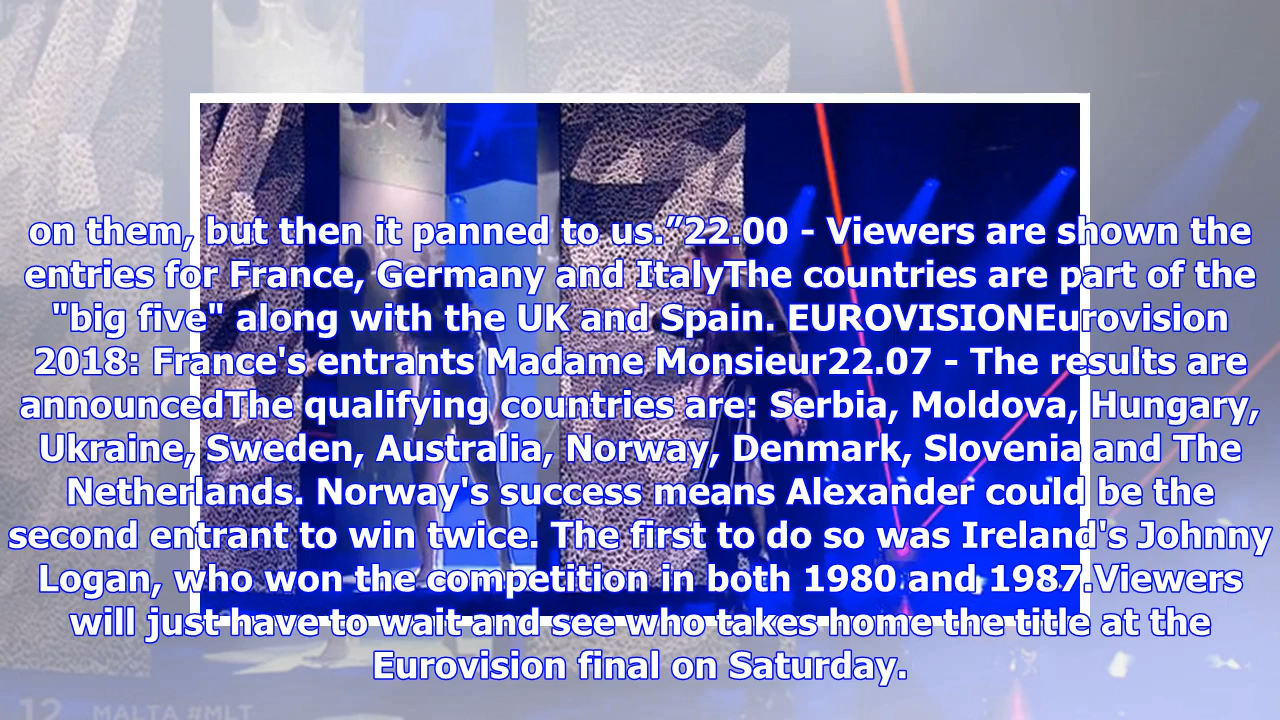 on them, but then it panned to us.”22.00 - Viewers are shown the
entries for France, Germany and ItalyThe countries are part of the
"big five" along with the UK and Spain. EUROVISIONEurovision
2018: France's entrants Madame Monsieur22.07 - The results are
announcedThe qualifying countries are: Serbia, Moldova, Hungary,
Ukraine, Sweden, Australia, Norway, Denmark, Slovenia and The
Netherlands. Norway's success means Alexander could be the
second entrant to win twice. The first to do so was Ireland's Johnny
Logan, who won the competition in both 1980 and 1987.Viewers
will just have to wait and see who takes home the title at the
Eurovision final on Saturday.
12 MALTA #MLT